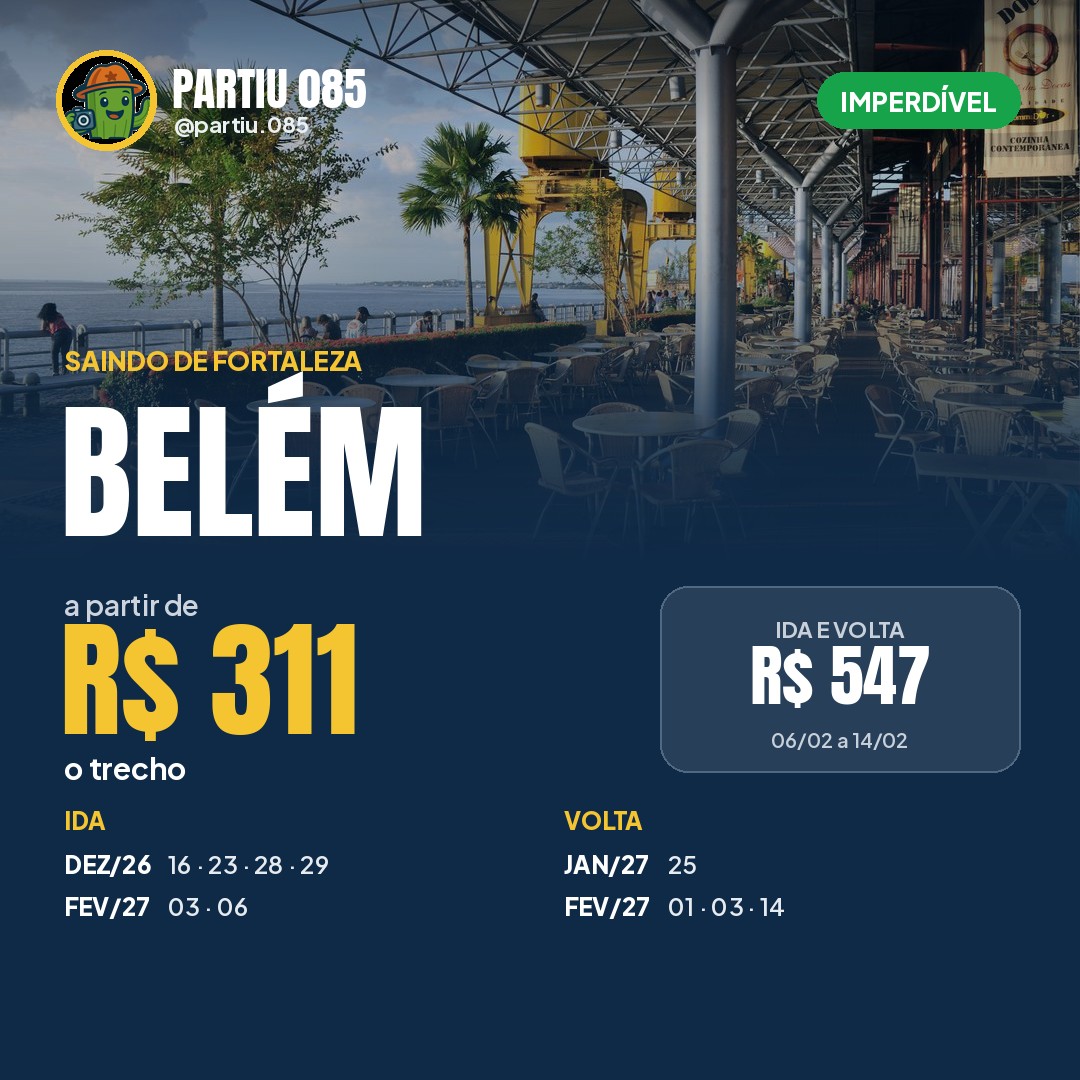 PARTIU 085
@partiu.085
IMPERDÍVEL
COZINHA
CONTEMPORÂNEA
SAINDO DE FORTALEZA
BELÉM
a partir de
R$ 311
o trecho
IDA E VOLTA
R$ 547
06/02 a 14/02
IDA
DEZ/26 16 · 23 · 28 · 29
FEV/27 03 · 06
VOLTA
JAN/27 25
FEV/27 01 · 03 · 14